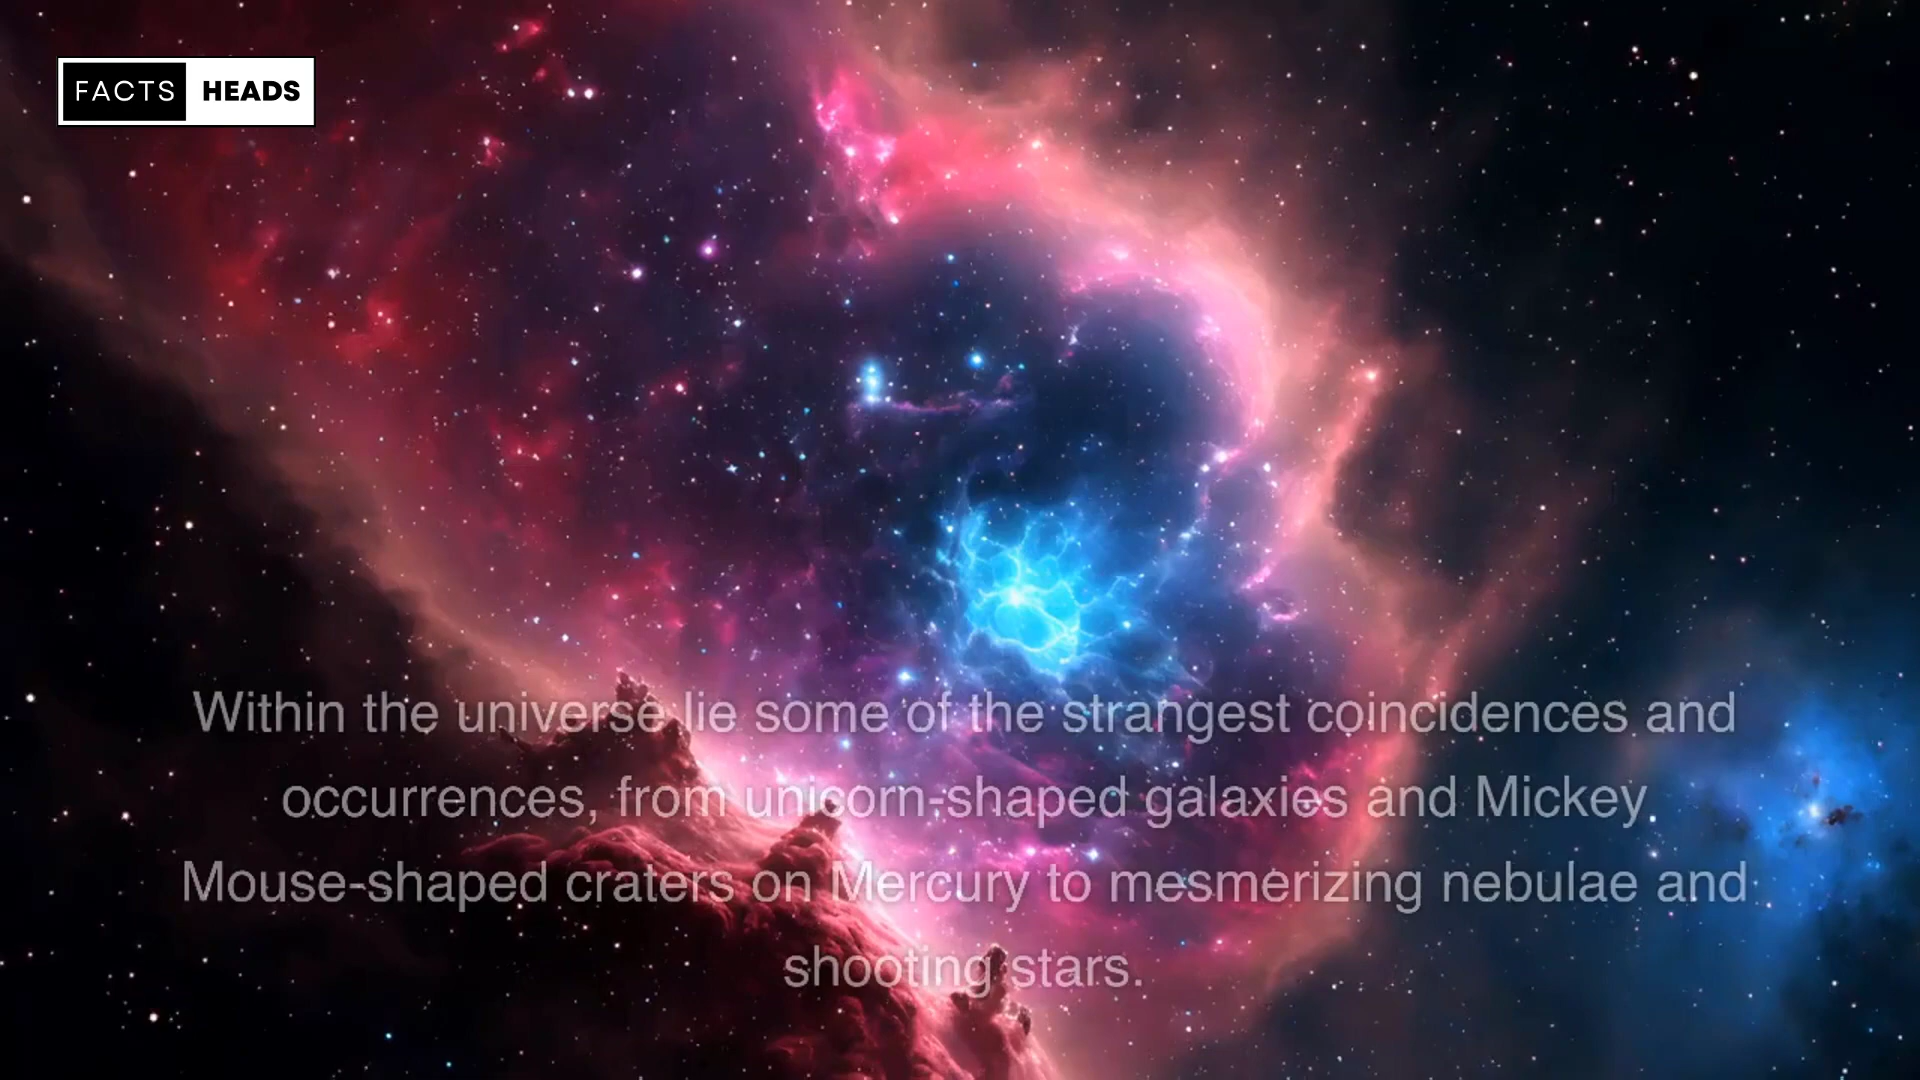 FACTS HEADS
Within the universe lie some of the strangest coincidences and
occurrences, from unicorn-shaped galaxies and Mickey
Mouse-shaped craters on Mercury to mesmerizing nebulae and
shooting stars.